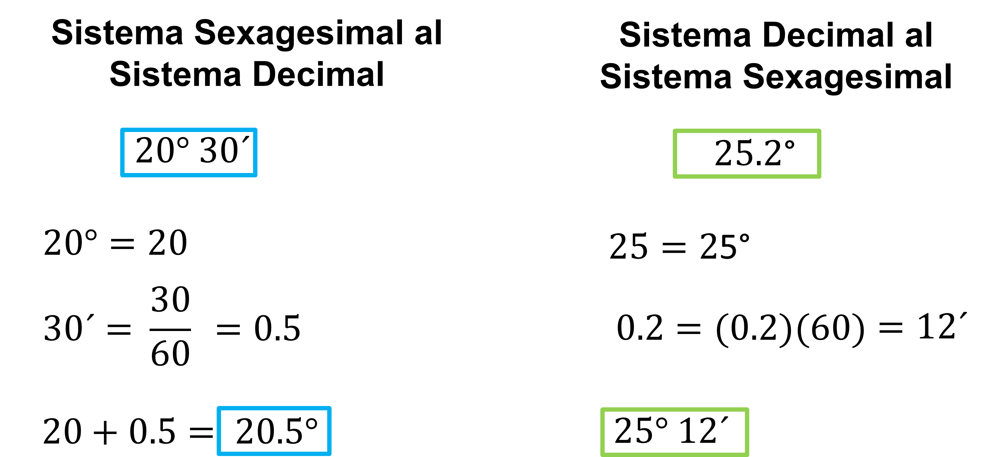 Sistema Sexagesimal al
Sistema Decimal
20° 30′
20° = 20
30′ = 30/60 = 0.5
20 + 0.5 = 20.5°
Sistema Decimal al
Sistema Sexagesimal
25.2°
25 = 25°
0.2 = (0.2)(60) = 12′
25° 12′